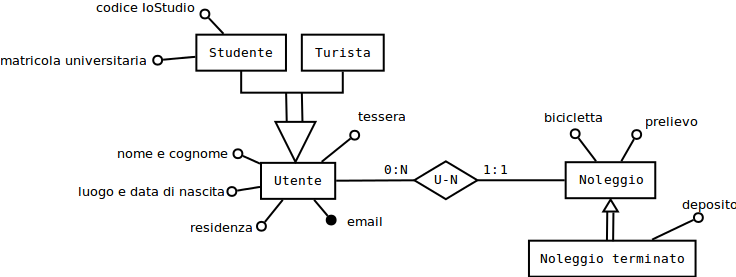 codice IoStudio
Studente
Turista
matricola universitaria
tessera
bicicletta
prelievo
nome e cognome
0:N
1:1
Utente
U-N
Noleggio
luogo e data di nascita
deposito
residenza
email
Noleggio terminato